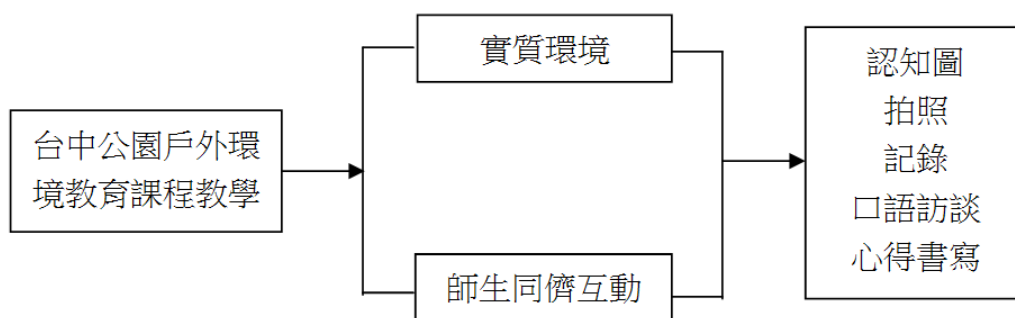 台中公園戶外環
境教育課程教學
實質環境
師生同儕互動
認知圖
拍照
記錄
口語訪談
心得書寫